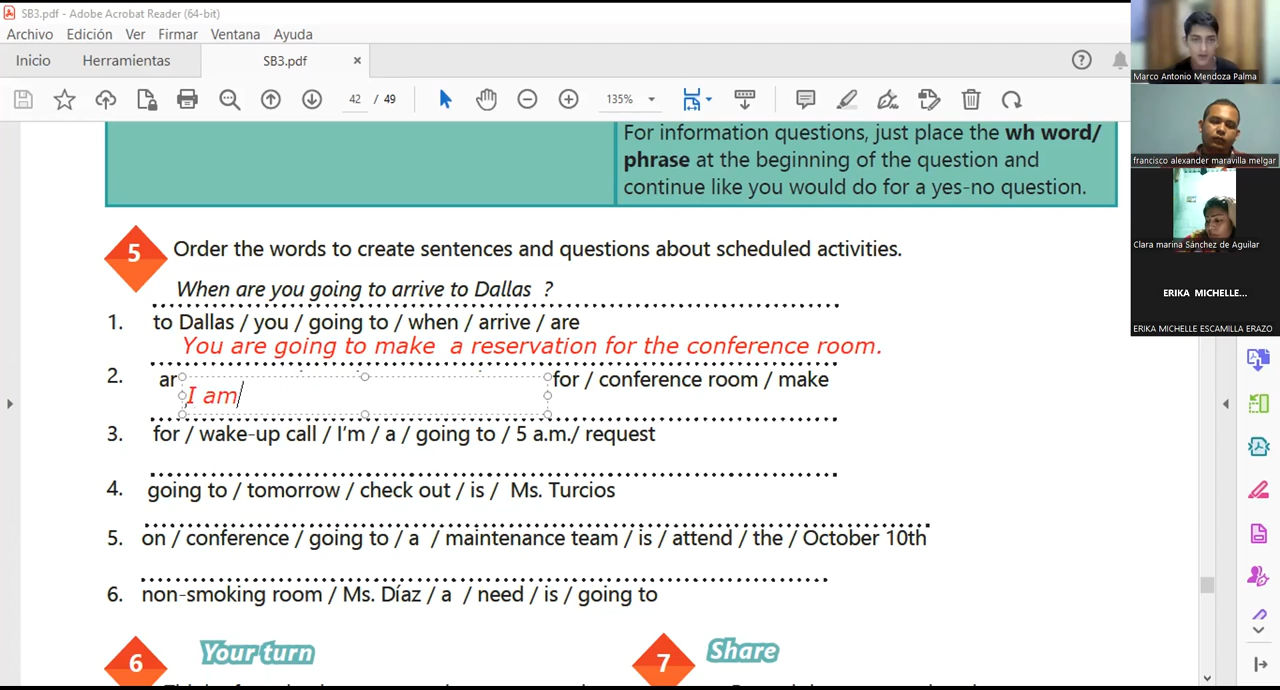 SB3.pdf - Adobe Acrobat Reader (64-bit)
Archivo Edición Ver Firmar Ventana Ayuda
Inicio Herramientas SB3.pdf ×
42 / 49 135%
For information questions, just place the wh word/
phrase at the beginning of the question and
continue like you would do for a yes-no question.
5 Order the words to create sentences and questions about scheduled activities.
When are you going to arrive to Dallas ?
1. to Dallas / you / going to / when / arrive / are
You are going to make a reservation for the conference room.
2. ar for / conference room / make
I am
3. for / wake-up call / I'm / a / going to / 5 a.m./ request
4. going to / tomorrow / check out / is / Ms. Turcios
5. on / conference / going to / a / maintenance team / is / attend / the / October 10th
6. non-smoking room / Ms. Díaz / a / need / is / going to
6 Your turn 7 Share
Marco Antonio Mendoza Palma
francisco alexander maravilla melgar
Clara marina Sánchez de Aguilar
ERIKA MICHELLE...
ERIKA MICHELLE ESCAMILLA ERAZO